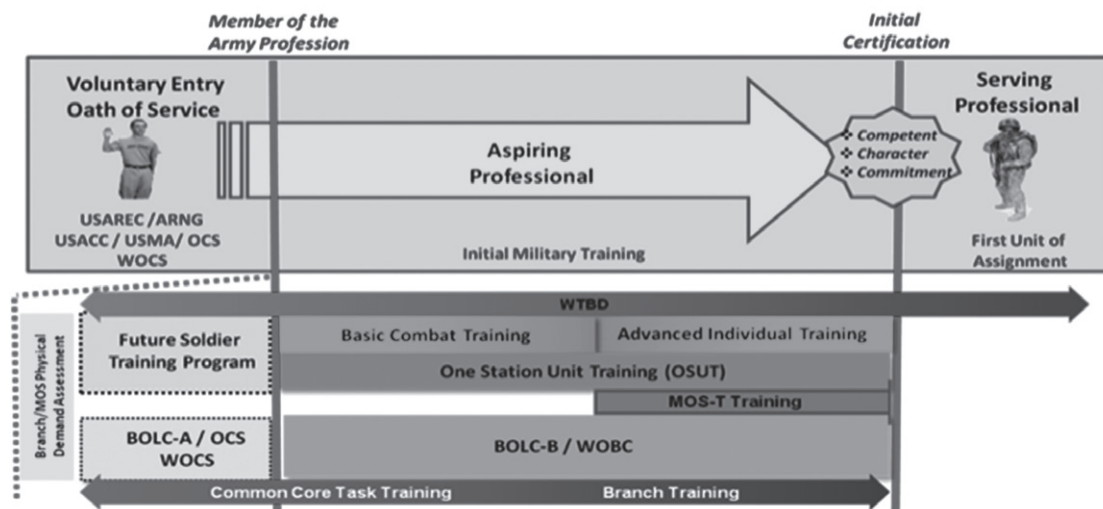 Member of the
Army Profession
Initial
Certification
Voluntary Entry
Oath of Service
USAREC /ARNG
USACC / USMA/ OCS
WOCS
Aspiring
Professional
Initial Military Training
❖ Competent
❖ Character
❖ Commitment
Serving
Professional
First Unit of
Assignment
WTBD
Branch/MOS Physical
Demand Assessment
Future Soldier
Training Program
Basic Combat Training
Advanced Individual Training
One Station Unit Training (OSUT)
MOS-T Training
BOLC-A / OCS
WOCS
BOLC-B / WOBC
Common Core Task Training
Branch Training